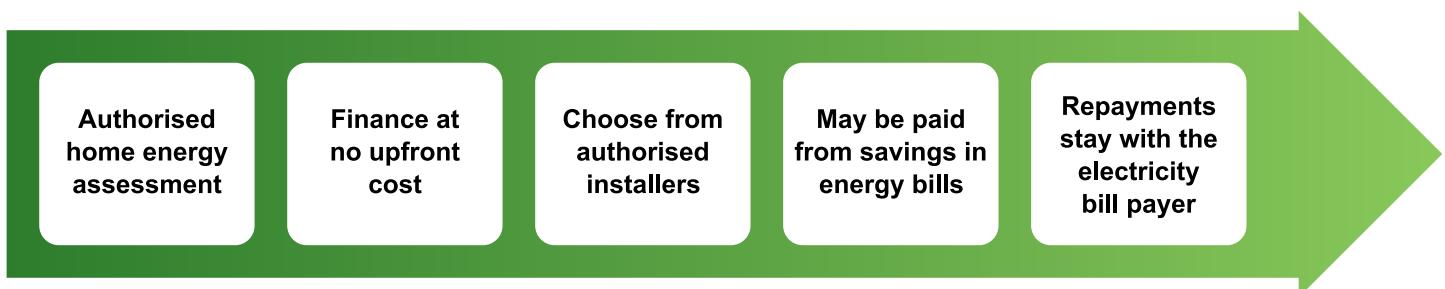 Authorised
home energy
assessment
Finance at
no upfront
cost
Choose from
authorised
installers
May be paid
from savings in
energy bills
Repayments
stay with the
electricity
bill payer